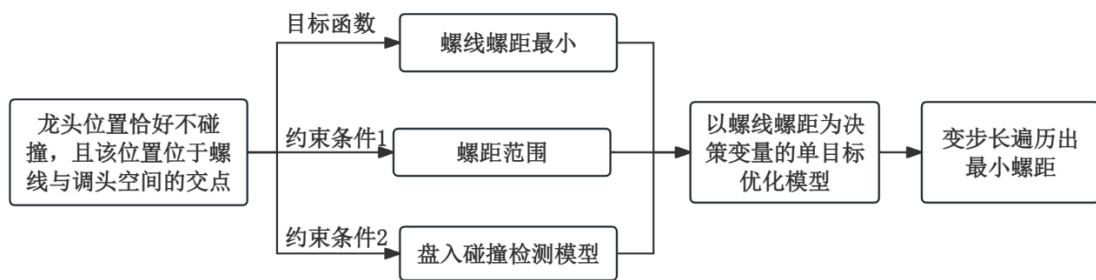 目标函数
螺线螺距最小
龙头位置恰好不碰
撞，且该位置位于螺
线与调头空间的交点
约束条件1
螺距范围
约束条件2
盘入碰撞检测模型
以螺线螺距为决
策变量的单目标
优化模型
变步长遍历出
最小螺距